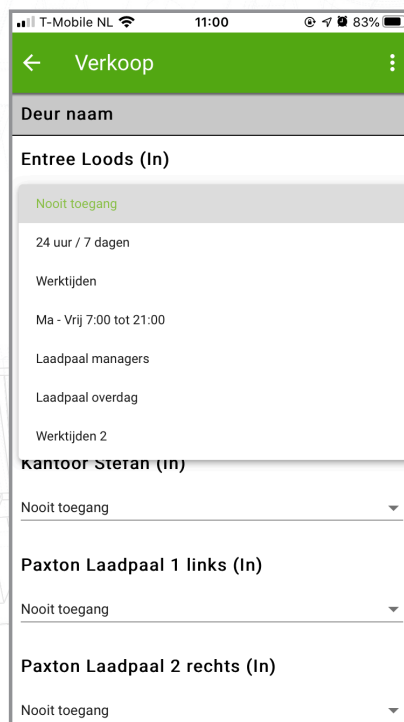 T-Mobile NL 11:00 83%
Verkoop
Deur naam
Entree Loods (In)
Nooit toegang
24 uur / 7 dagen
Werktijden
Ma - Vrij 7:00 tot 21:00
Laadpaal managers
Laadpaal overdag
Werktijden 2
Kantoor Stefan (In)
Nooit toegang
Paxton Laadpaal 1 links (In)
Nooit toegang
Paxton Laadpaal 2 rechts (In)
Nooit toegang